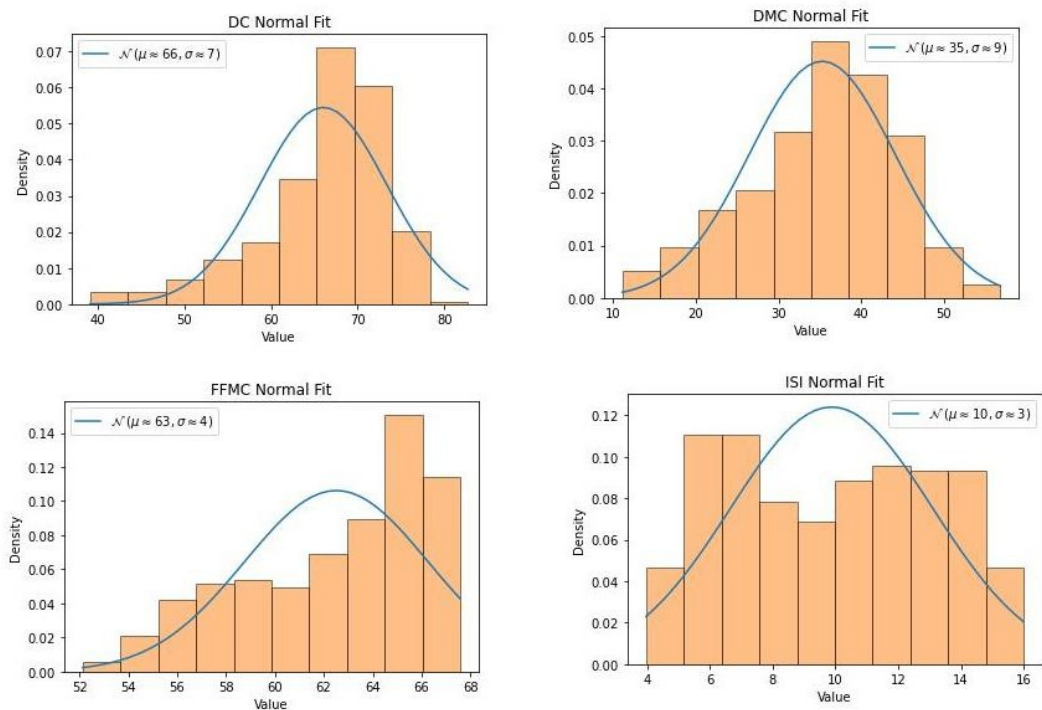 DC Normal Fit
𝒩(μ≈66, σ≈7)
0.07
0.06
0.05
0.04
0.03
0.02
0.01
0.00
Density
40 50 60 70 80
Value
DMC Normal Fit
𝒩(μ≈35, σ≈9)
0.05
0.04
0.03
0.02
0.01
0.00
Density
10 20 30 40 50
Value
FFMC Normal Fit
𝒩(μ≈63, σ≈4)
0.14
0.12
0.10
0.08
0.06
0.04
0.02
0.00
Density
52 54 56 58 60 62 64 66 68
Value
ISI Normal Fit
𝒩(μ≈10, σ≈3)
0.12
0.10
0.08
0.06
0.04
0.02
0.00
Density
4 6 8 10 12 14 16
Value